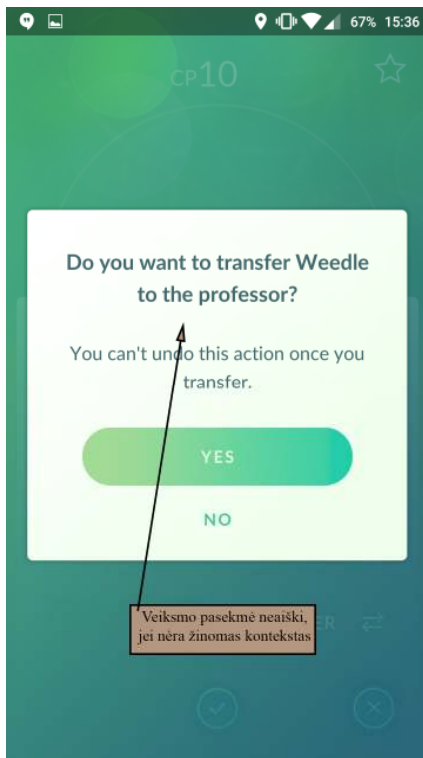 67% 15:36
CP10
Do you want to transfer Weedle
to the professor?
You can't undo this action once you
transfer.
YES
NO
Veiksmo pasekmė neaiški,
jei nėra žinomas kontekstas
ER